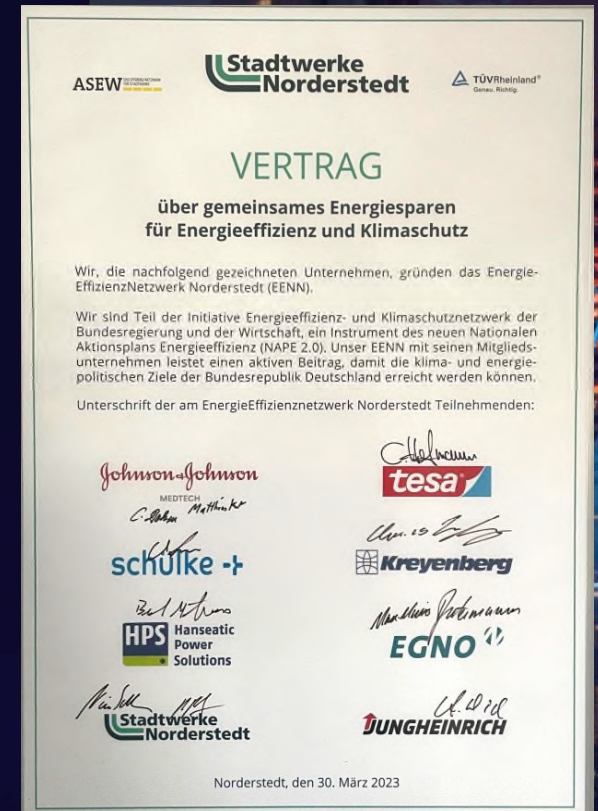 ASEW
Stadtwerke
Norderstedt
TÜVRheinland®
Genau. Richtig.
VERTRAG
über gemeinsames Energiesparen
für Energieeffizienz und Klimaschutz
Wir, die nachfolgend gezeichneten Unternehmen, gründen das Energie-
EffizienzNetzwerk Norderstedt (EENN).
Wir sind Teil der Initiative Energieeffizienz- und Klimaschutznetzwerk der
Bundesregierung und der Wirtschaft, ein Instrument des neuen Nationalen
Aktionsplans Energieeffizienz (NAPE 2.0). Unser EENN mit seinen Mitglieds-
unternehmen leistet einen aktiven Beitrag, damit die klima- und energie-
politischen Ziele der Bundesrepublik Deutschland erreicht werden können.
Unterschrift der am EnergieEffizienznetzwerk Norderstedt Teilnehmenden:
Johnson&Johnson
MEDTECH
tesa
schülke +
Kreyenberg
HPS Hanseatic
Power
Solutions
EGNO
Stadtwerke
Norderstedt
JUNGHEINRICH
Norderstedt, den 30. März 2023